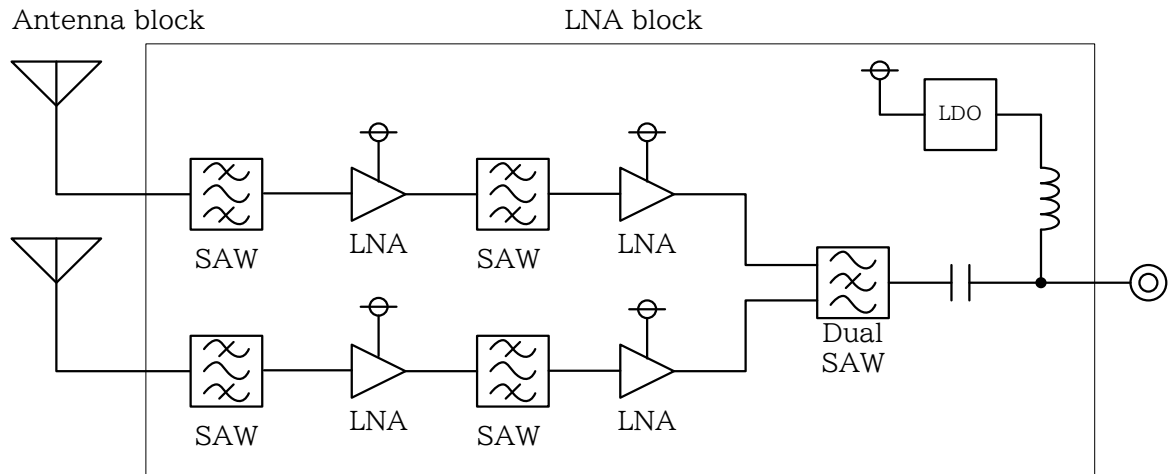 Antenna block
LNA block
LDO
SAW
LNA
SAW
LNA
Dual
SAW
SAW
LNA
SAW
LNA